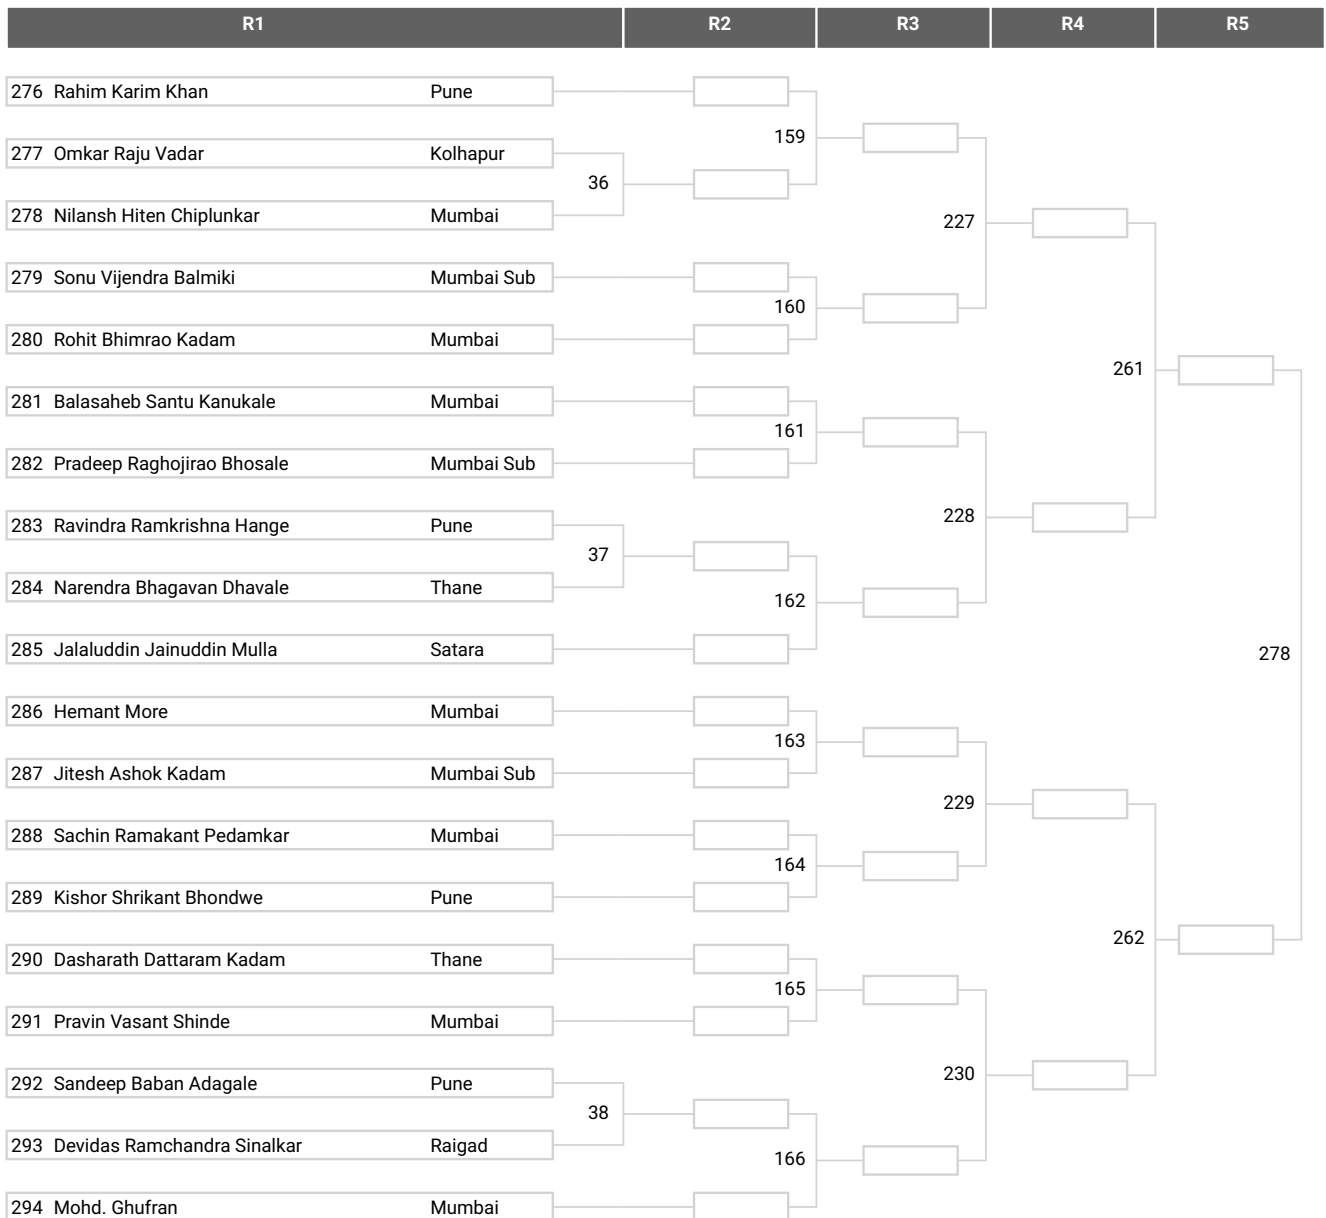 R1 R2 R3 R4 R5
276 Rahim Karim Khan Pune
159
277 Omkar Raju Vadar Kolhapur
36
278 Nilansh Hiten Chiplunkar Mumbai
227
279 Sonu Vijendra Balmiki Mumbai Sub
160
280 Rohit Bhimrao Kadam Mumbai
261
281 Balasaheb Santu Kanukale Mumbai
161
282 Pradeep Raghojirao Bhosale Mumbai Sub
228
283 Ravindra Ramkrishna Hange Pune
37
284 Narendra Bhagavan Dhavale Thane
162
285 Jalaluddin Jainuddin Mulla Satara
278
286 Hemant More Mumbai
163
287 Jitesh Ashok Kadam Mumbai Sub
229
288 Sachin Ramakant Pedamkar Mumbai
164
289 Kishor Shrikant Bhondwe Pune
262
290 Dasharath Dattaram Kadam Thane
165
291 Pravin Vasant Shinde Mumbai
230
292 Sandeep Baban Adagale Pune
38
293 Devidas Ramchandra Sinalkar Raigad
166
294 Mohd. Ghufran Mumbai